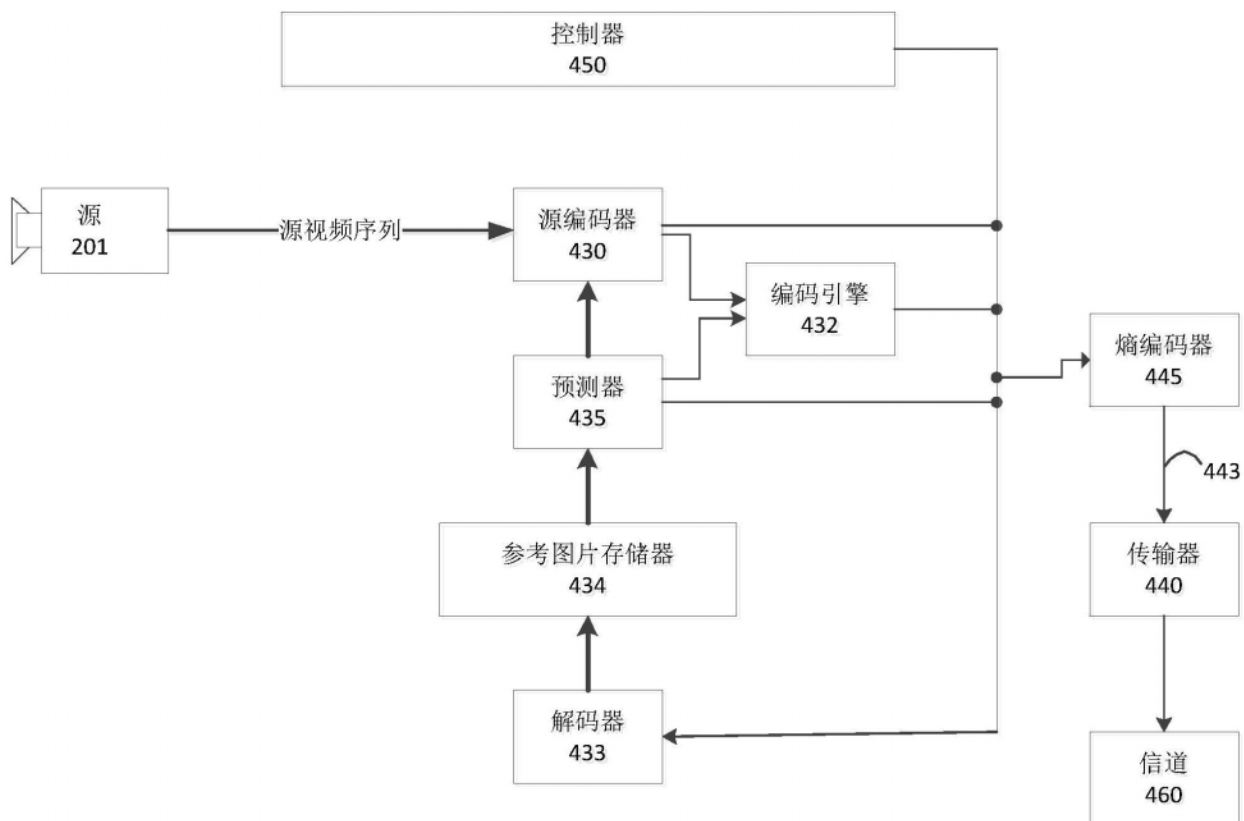 控制器
450
源
201
源视频序列
源编码器
430
编码引擎
432
熵编码器
445
预测器
435
443
参考图片存储器
434
传输器
440
解码器
433
信道
460